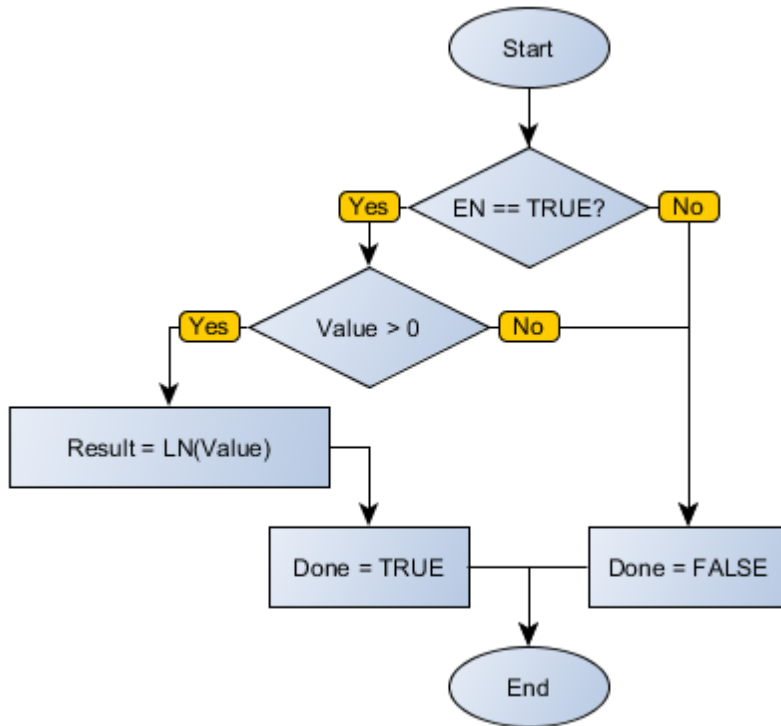 Start
EN == TRUE?
Yes
No
Value > 0
Yes
No
Result = LN(Value)
Done = TRUE
Done = FALSE
End